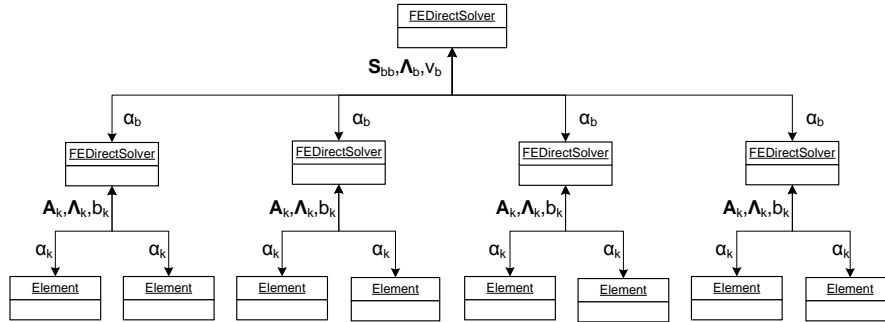 FEDirectSolver
S_bb,Λ_b,v_b
α_b α_b α_b α_b
FEDirectSolver FEDirectSolver FEDirectSolver FEDirectSolver
A_k,Λ_k,b_k A_k,Λ_k,b_k A_k,Λ_k,b_k A_k,Λ_k,b_k
α_k α_k α_k α_k α_k α_k α_k α_k
Element Element Element Element Element Element Element Element